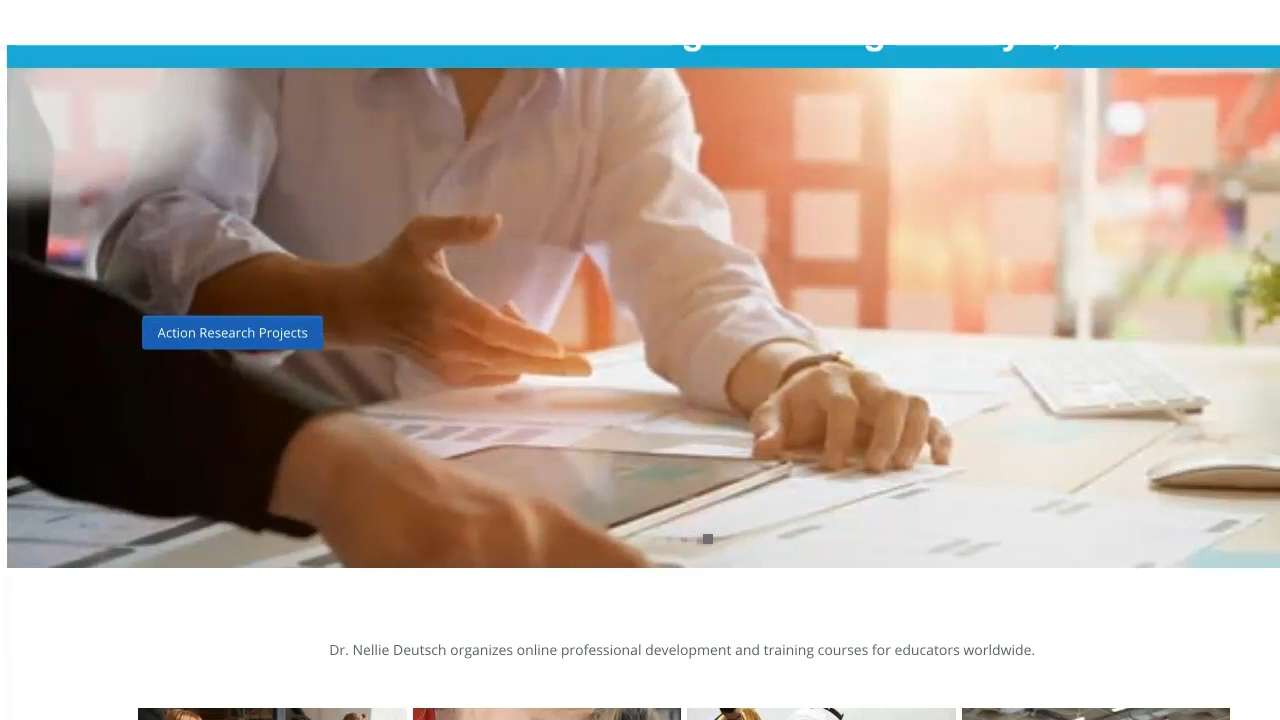 Action Research Projects
Dr. Nellie Deutsch organizes online professional development and training courses for educators worldwide.